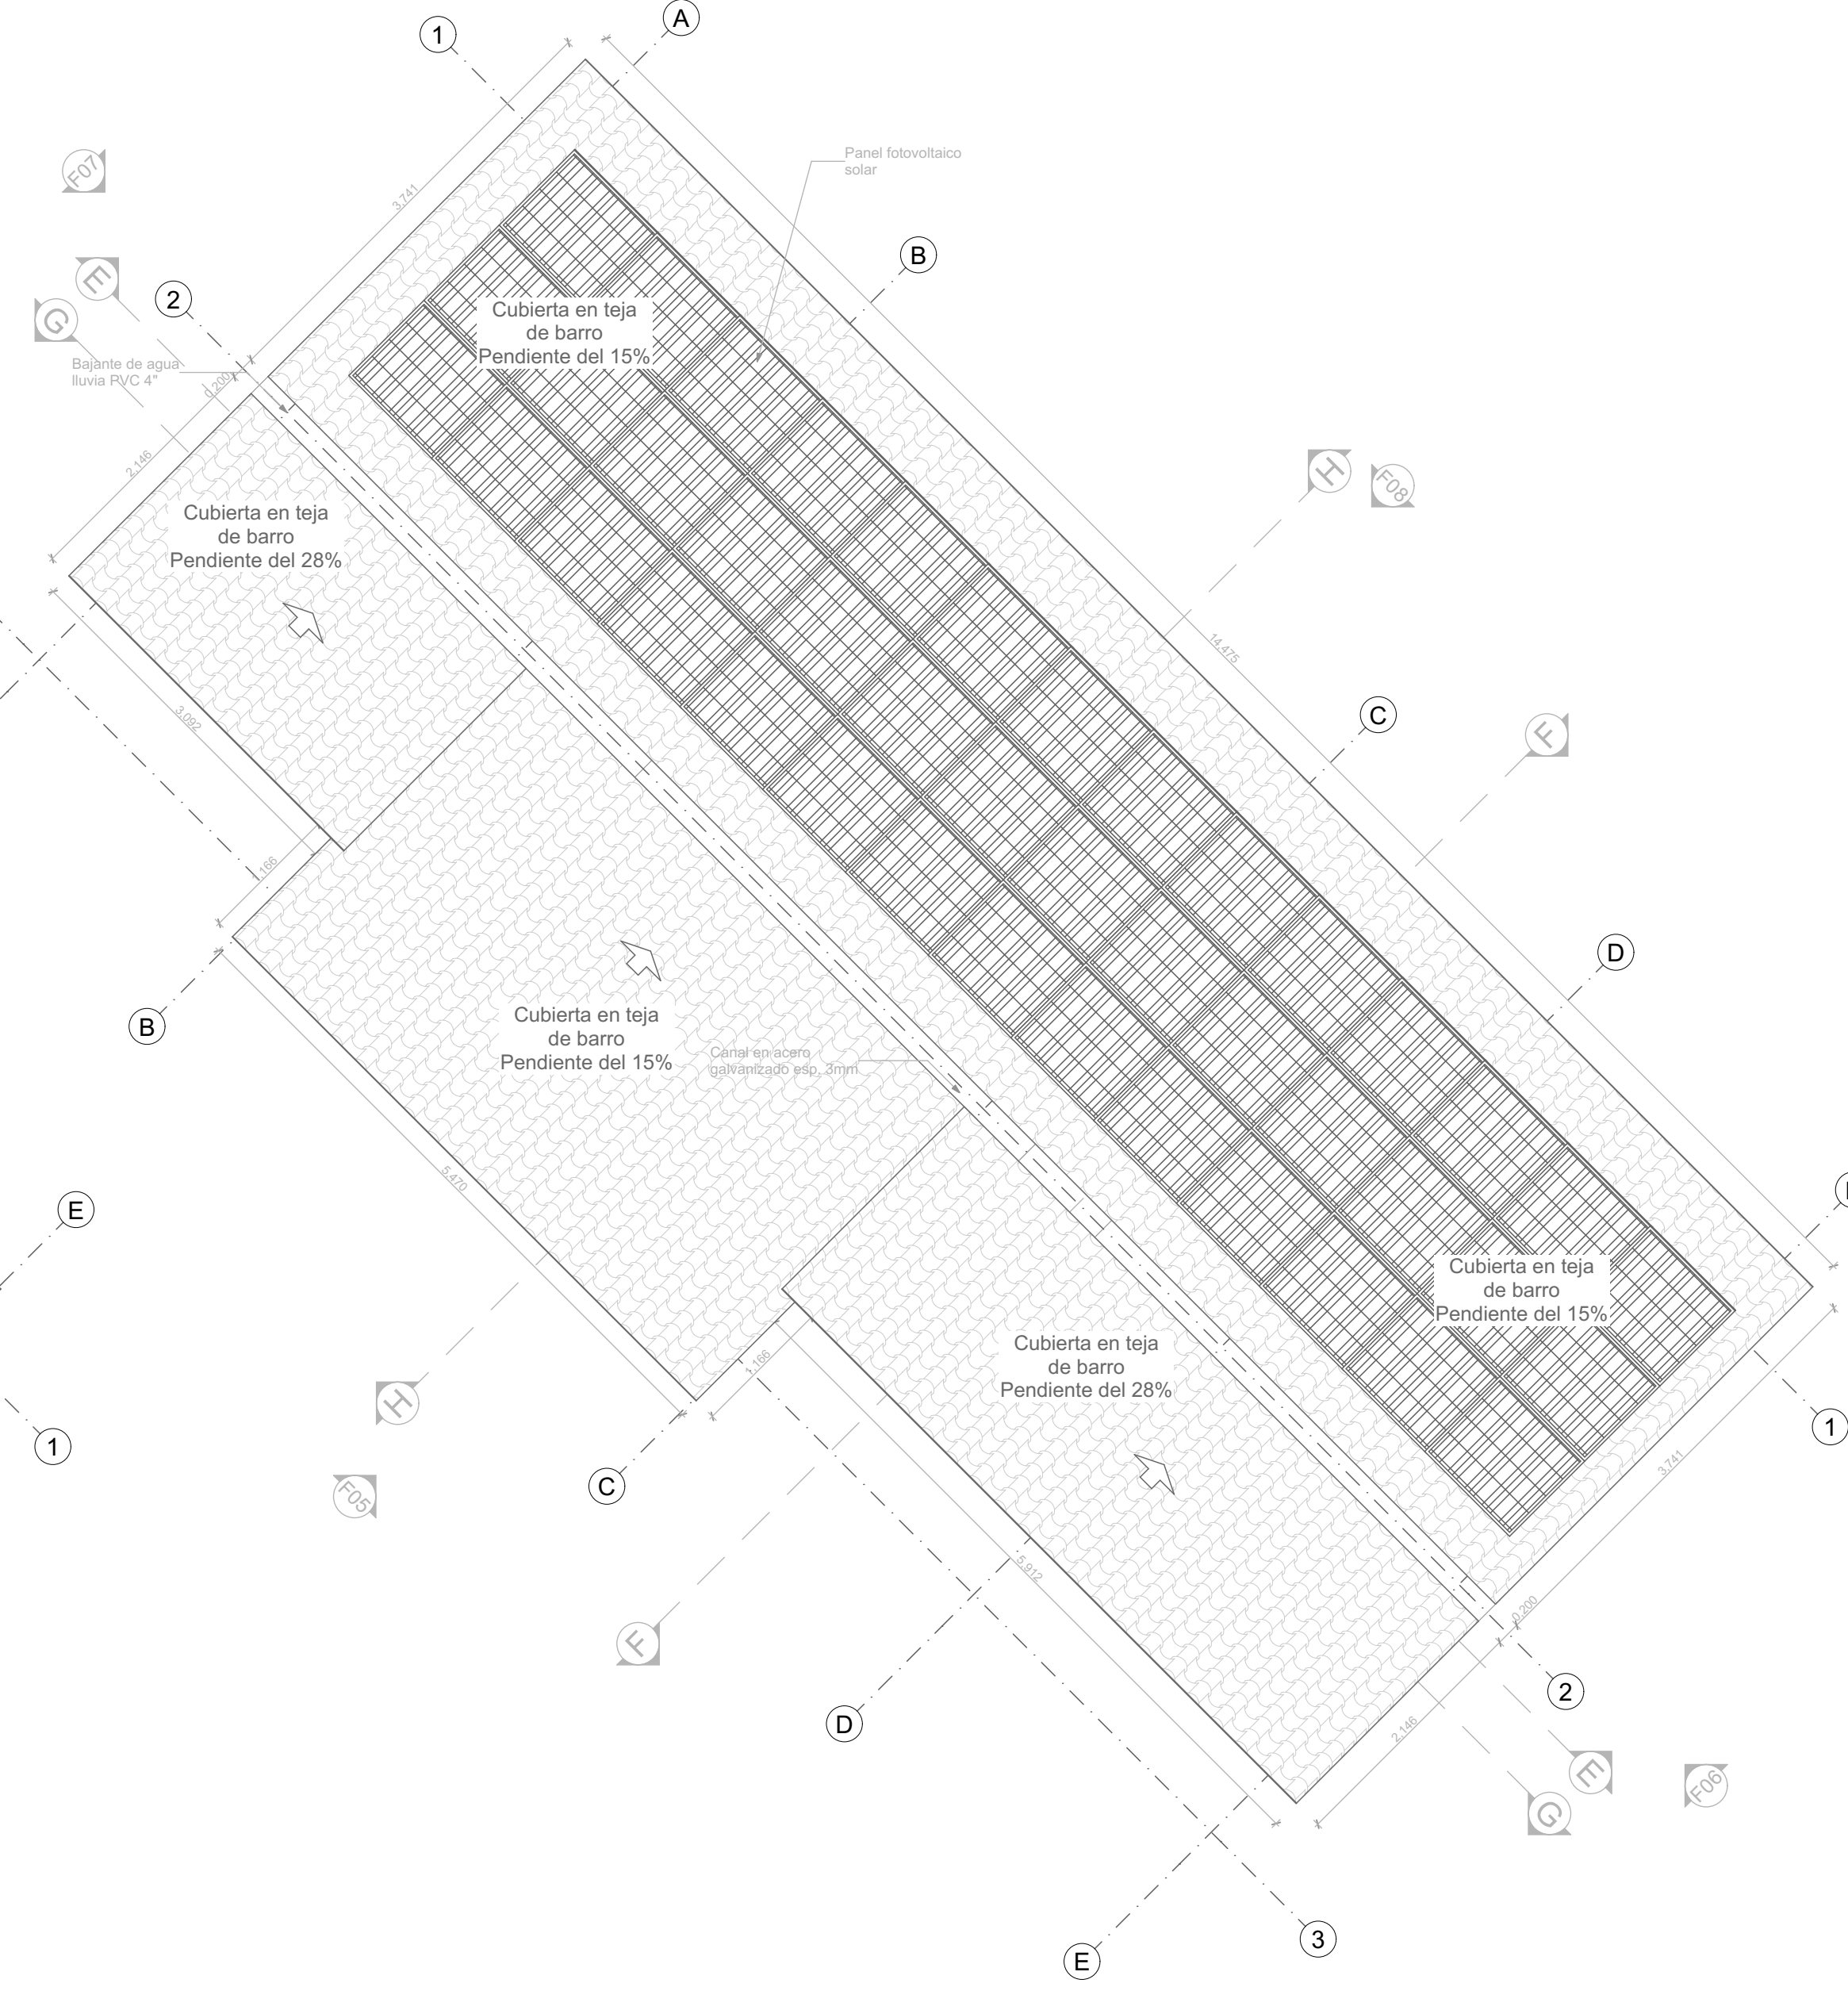 A
1
Panel fotovoltaico
solar
F07
3.741
B
E
2
G
Cubierta en teja
de barro
Pendiente del 15%
Bajante de agua
lluvia PVC 4"
0.200
2.146
H
F08
Cubierta en teja
de barro
Pendiente del 28%
14.475
3.092
C
F
166
D
B
Cubierta en teja
de barro
Pendiente del 15%
Canal en acero
galvanizado esp. 3mm
5.470
E
Cubierta en teja
de barro
Pendiente del 15%
Cubierta en teja
de barro
Pendiente del 28%
1.166
H
1
1
3.741
C
F05
5.912
0.200
F
2
D
2.146
E
F06
G
3
E